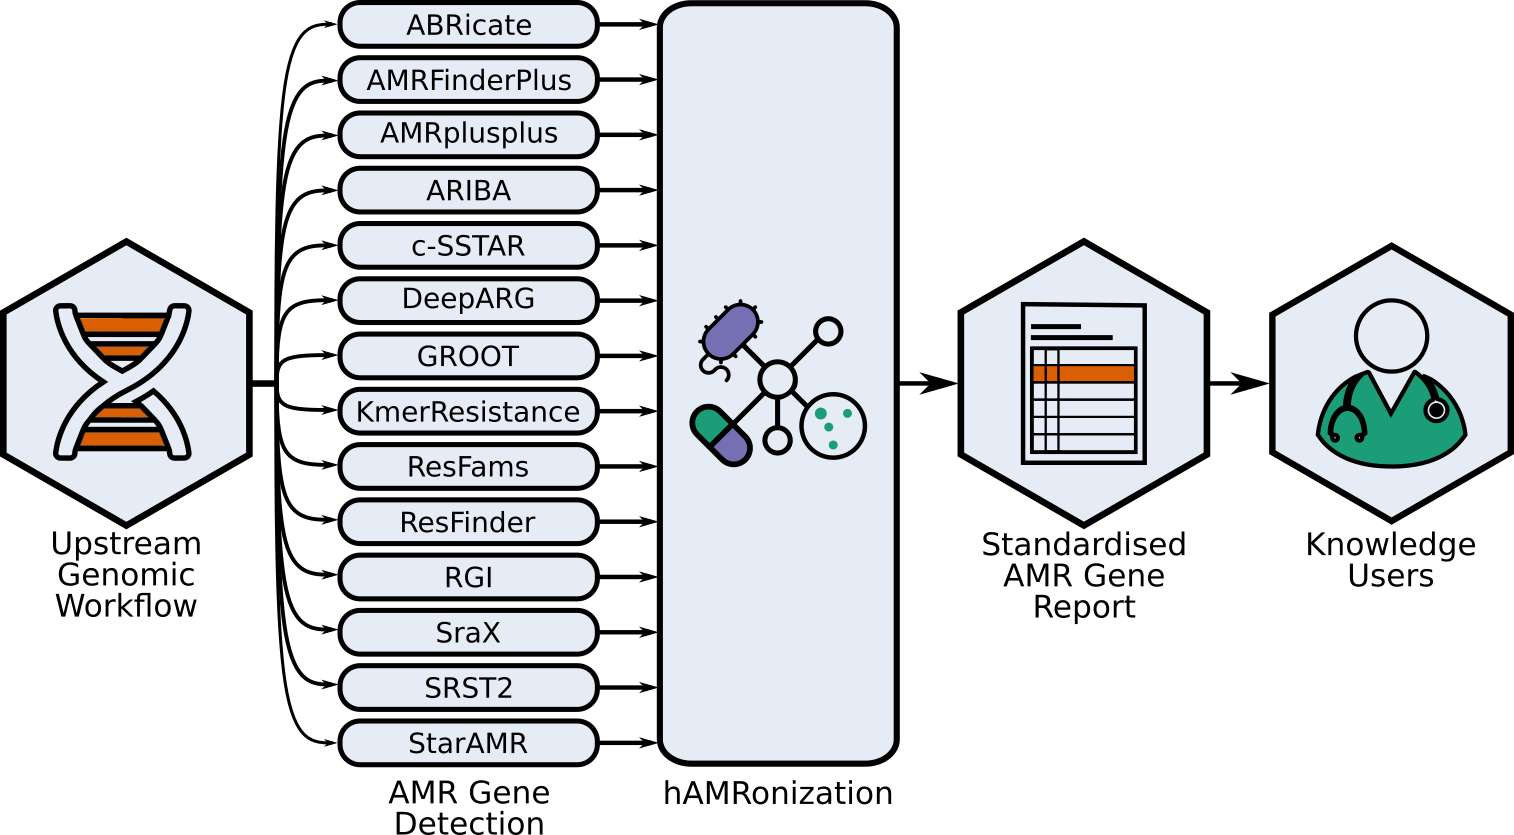 ABRicate
AMRFinderPlus
AMRplusplus
ARIBA
c-SSTAR
DeepARG
GROOT
KmerResistance
ResFams
ResFinder
RGI
SraX
SRST2
StarAMR
Upstream
Genomic
Workflow
AMR Gene
Detection
hAMRonization
Standardised
AMR Gene
Report
Knowledge
Users